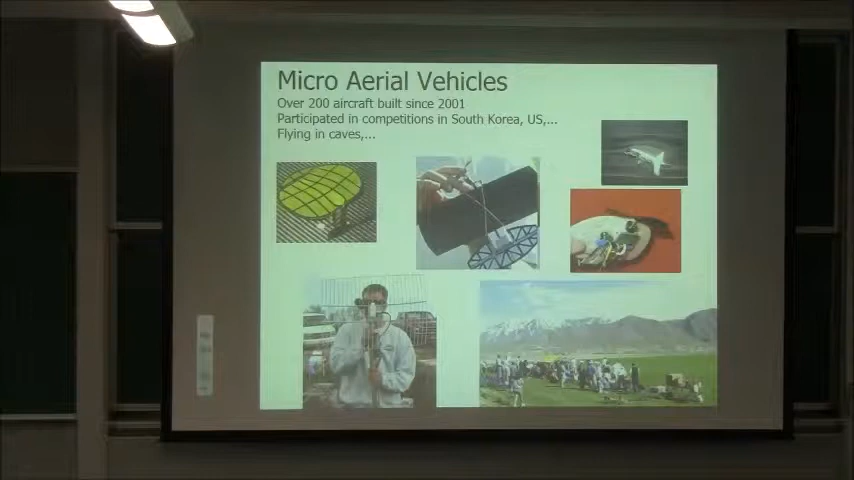 Micro Aerial Vehicles
Over 200 aircraft built since 2001
Participated in competitions in South Korea, US,...
Flying in caves,...